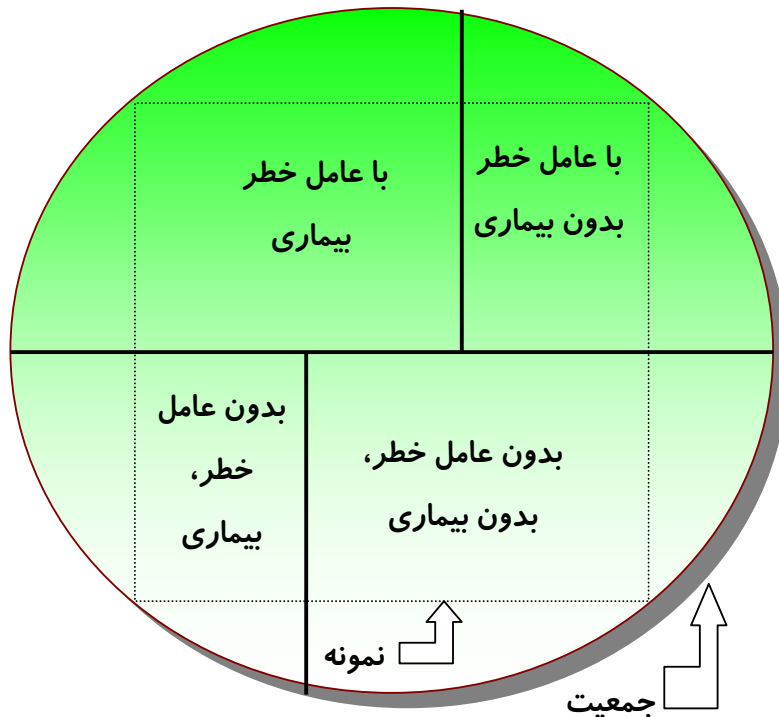 با عامل خطر
بدون بیماری
با عامل خطر
بیماری
بدون عامل خطر،
بدون بیماری
بدون عامل
خطر،
بیماری
نمونه
جمعیت